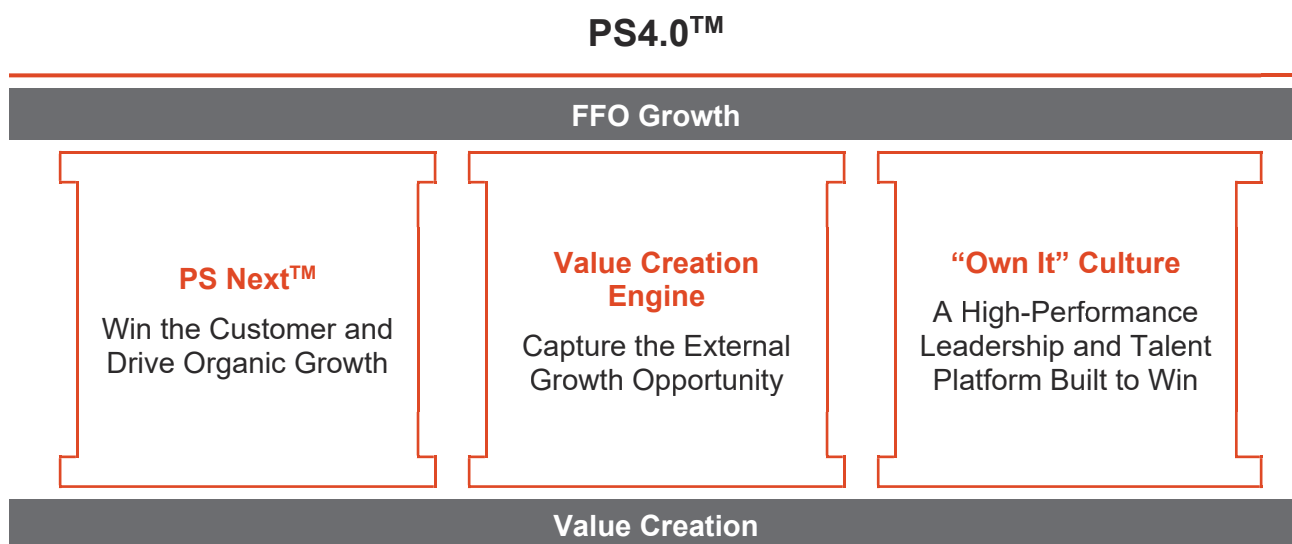 PS4.0™
FFO Growth
PS Next™
Win the Customer and
Drive Organic Growth
Value Creation
Engine
Capture the External
Growth Opportunity
“Own It” Culture
A High-Performance
Leadership and Talent
Platform Built to Win
Value Creation